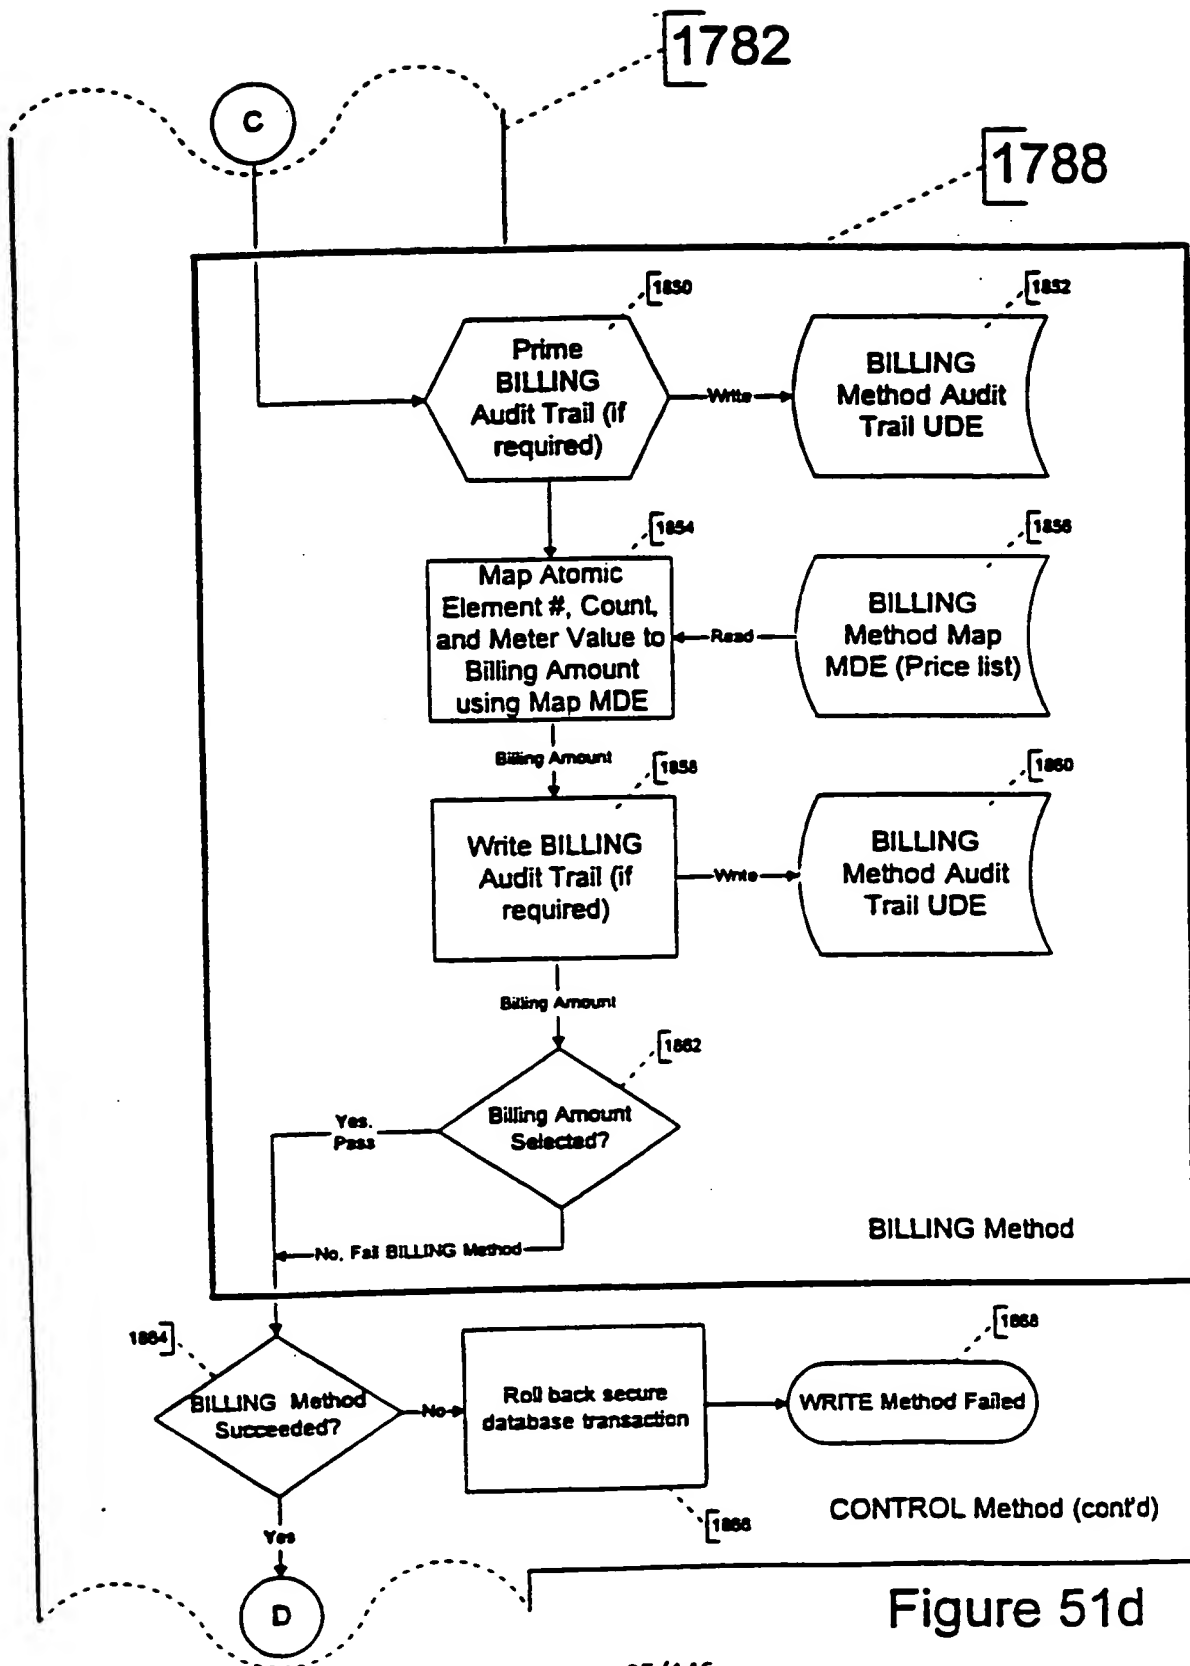 1782
C
1788
1850
Prime
BILLING
Audit Trail (if
required)
Write
1852
BILLING
Method Audit
Trail UDE
1854
Map Atomic
Element #, Count,
and Meter Value to
Billing Amount
using Map MDE
Read
1856
BILLING
Method Map
MDE (Price list)
Billing Amount
1858
Write BILLING
Audit Trail (if
required)
Write
1860
BILLING
Method Audit
Trail UDE
Billing Amount
1862
Billing Amount
Selected?
Yes.
Pass
No, Fail BILLING Method
BILLING Method
1864
BILLING Method
Succeeded?
No
Roll back secure
database transaction
1866
1868
WRITE Method Failed
CONTROL Method (cont'd)
Yes
D
Figure 51d